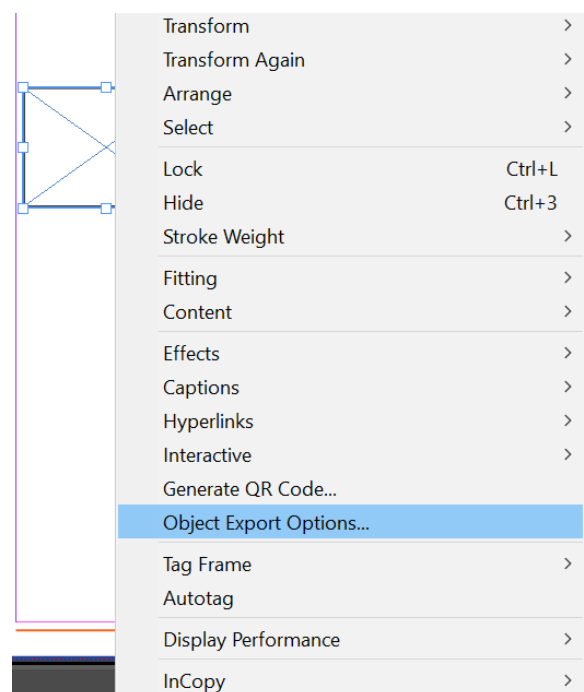 Transform
Transform Again
Arrange
Select
Lock Ctrl+L
Hide Ctrl+3
Stroke Weight
Fitting
Content
Effects
Captions
Hyperlinks
Interactive
Generate QR Code...
Object Export Options...
Tag Frame
Autotag
Display Performance
InCopy